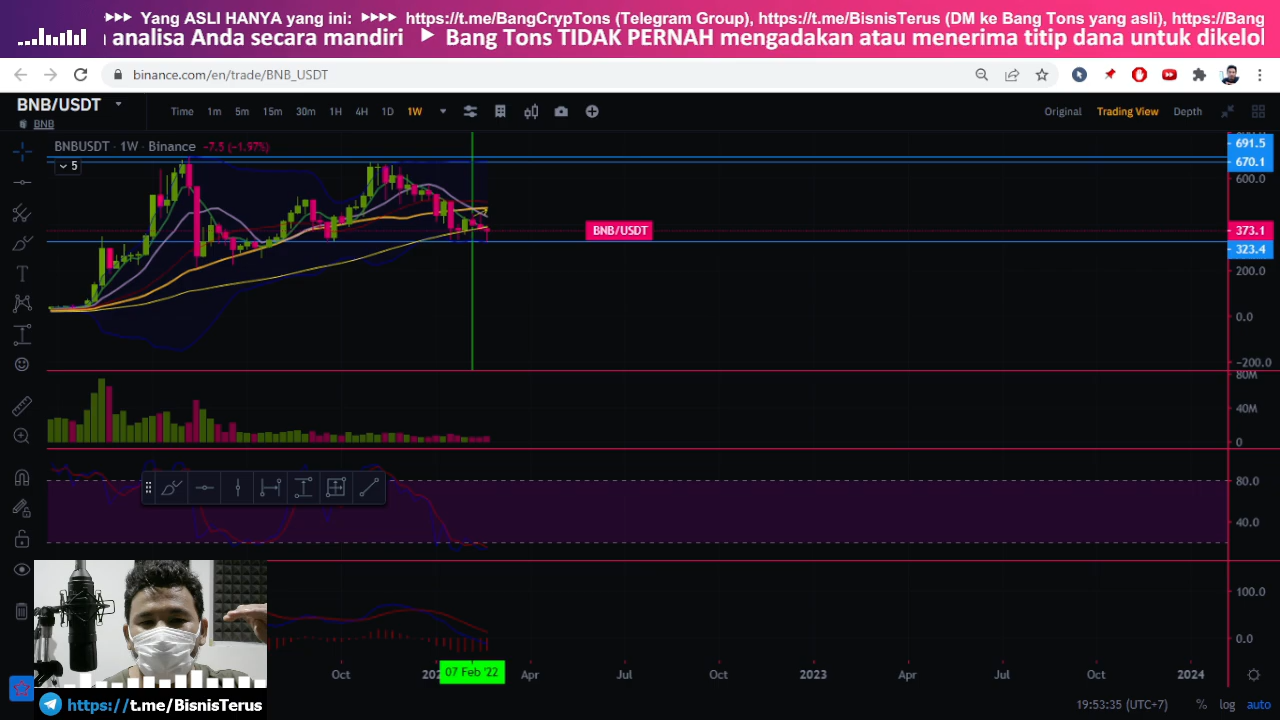 ▶▶▶ Yang ASLI HANYA yang ini: ▶▶▶▶ https://t.me/BangCrypTons (Telegram Group), https://t.me/BisnisTerus (DM ke Bang Tons yang asli), https://Bang
analisa Anda secara mandiri ▶ Bang Tons TIDAK PERNAH mengadakan atau menerima titip dana untuk dikelol
binance.com/en/trade/BNB_USDT
BNB/USDT
BNB
Time 1m 5m 15m 30m 1H 4H 1D 1W
Original Trading View Depth
BNBUSDT · 1W · Binance -7.5 (-1.97%)
5
691.5
670.1
600.0
BNB/USDT
373.1
323.4
200.0
0.0
-200.0
80M
40M
0
80.0
40.0
100.0
0.0
Oct 07 Feb '22 Apr Jul Oct 2023 Apr Jul Oct 2024
https://t.me/BisnisTerus
19:53:35 (UTC+7) % log auto